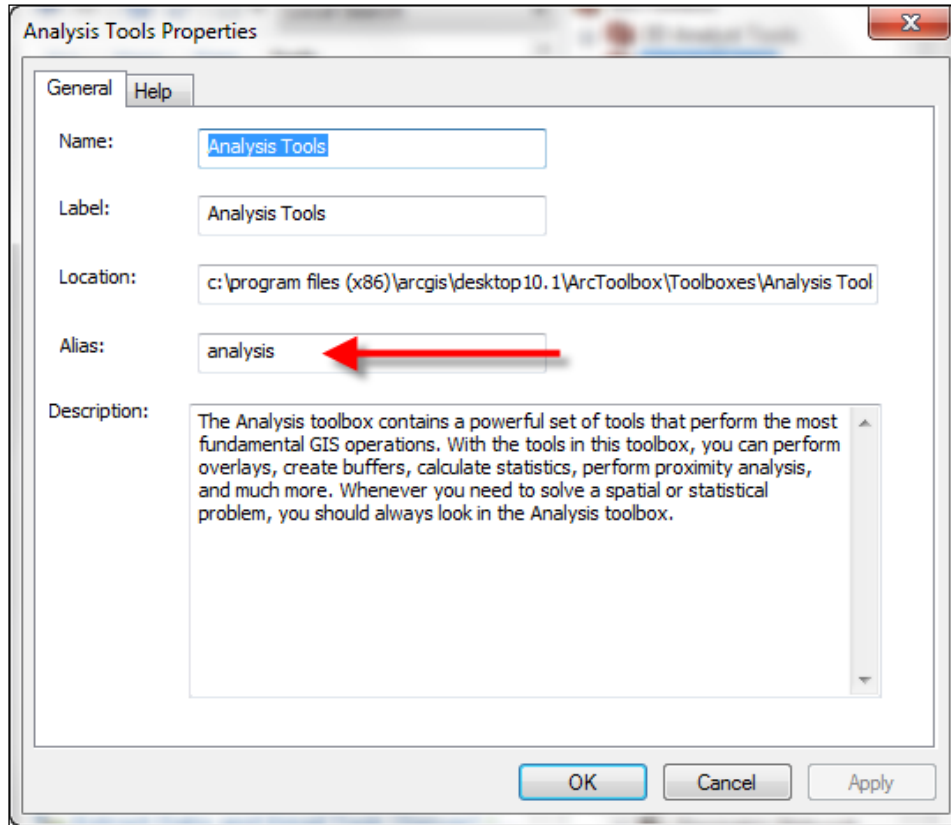 Analysis Tools Properties
General Help
Name: Analysis Tools
Label: Analysis Tools
Location: c:\program files (x86)\arcgis\desktop10.1\ArcToolbox\Toolboxes\Analysis Tool
Alias: analysis
Description: The Analysis toolbox contains a powerful set of tools that perform the most
fundamental GIS operations. With the tools in this toolbox, you can perform
overlays, create buffers, calculate statistics, perform proximity analysis,
and much more. Whenever you need to solve a spatial or statistical
problem, you should always look in the Analysis toolbox.
OK Cancel Apply